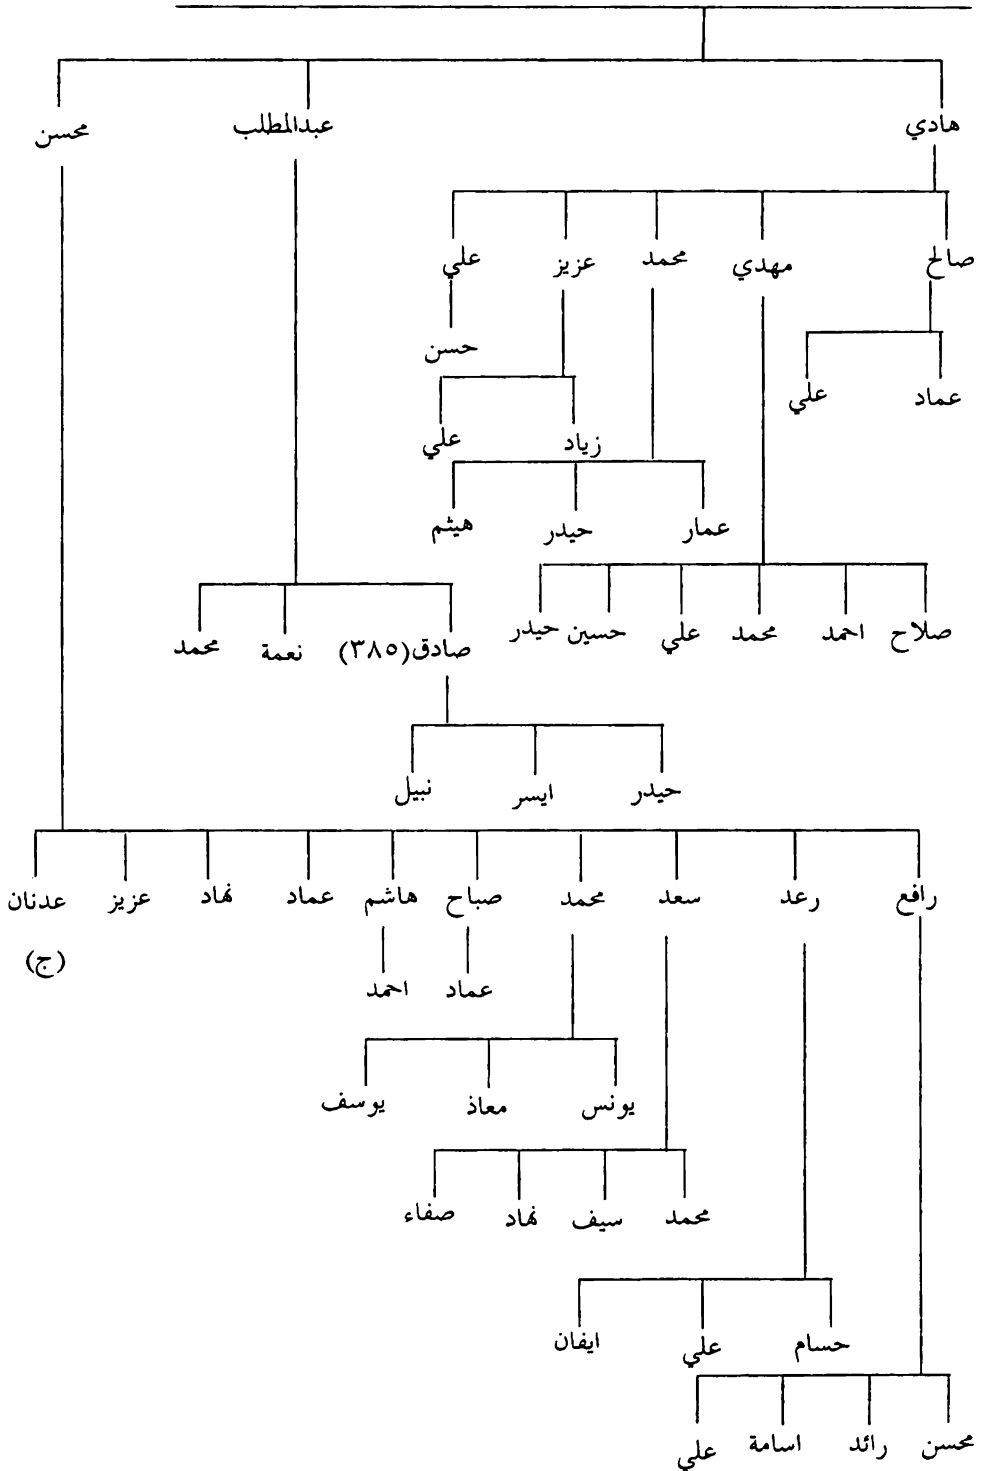 هادي عبدالمطلب محسن
صالح مهدي محمد عزيز علي
حسن
عماد علي
زياد علي
عمار حيدر هيثم
صلاح احمد محمد علي حسين حيدر
صادق(٣٨٥) نعمة محمد
حيدر ايسر نبيل
رافع رعد سعد محمد صباح هاشم عماد نهاد عزيز عدنان
(ج)
عماد احمد
يونس معاذ يوسف
محمد سيف نهاد صفاء
حسام علي ايفان
محسن رائد اسامة علي